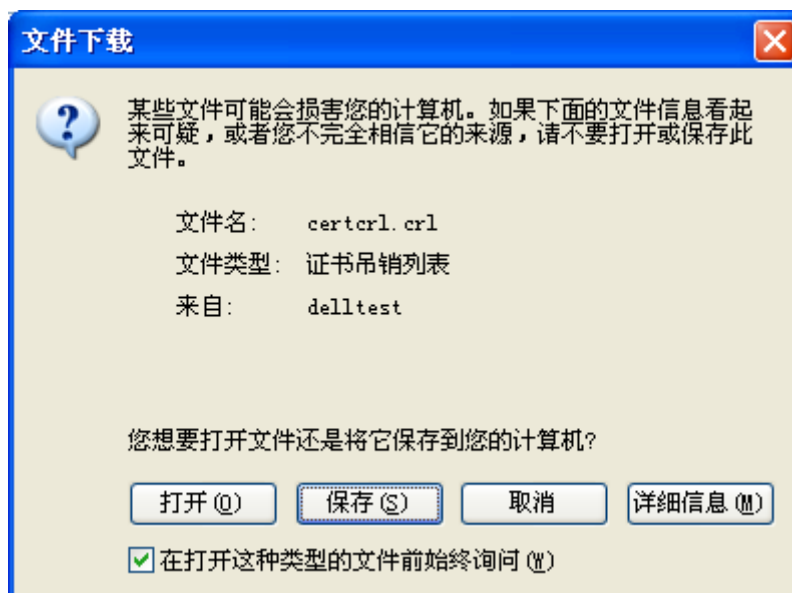 文件下载
某些文件可能会损害您的计算机。如果下面的文件信息看起
来可疑，或者您不完全相信它的来源，请不要打开或保存此
文件。
文件名: certcrl.crl
文件类型: 证书吊销列表
来自: delltest
您想要打开文件还是将它保存到您的计算机?
打开(O) 保存(S) 取消 详细信息(M)
在打开这种类型的文件前始终询问(W)